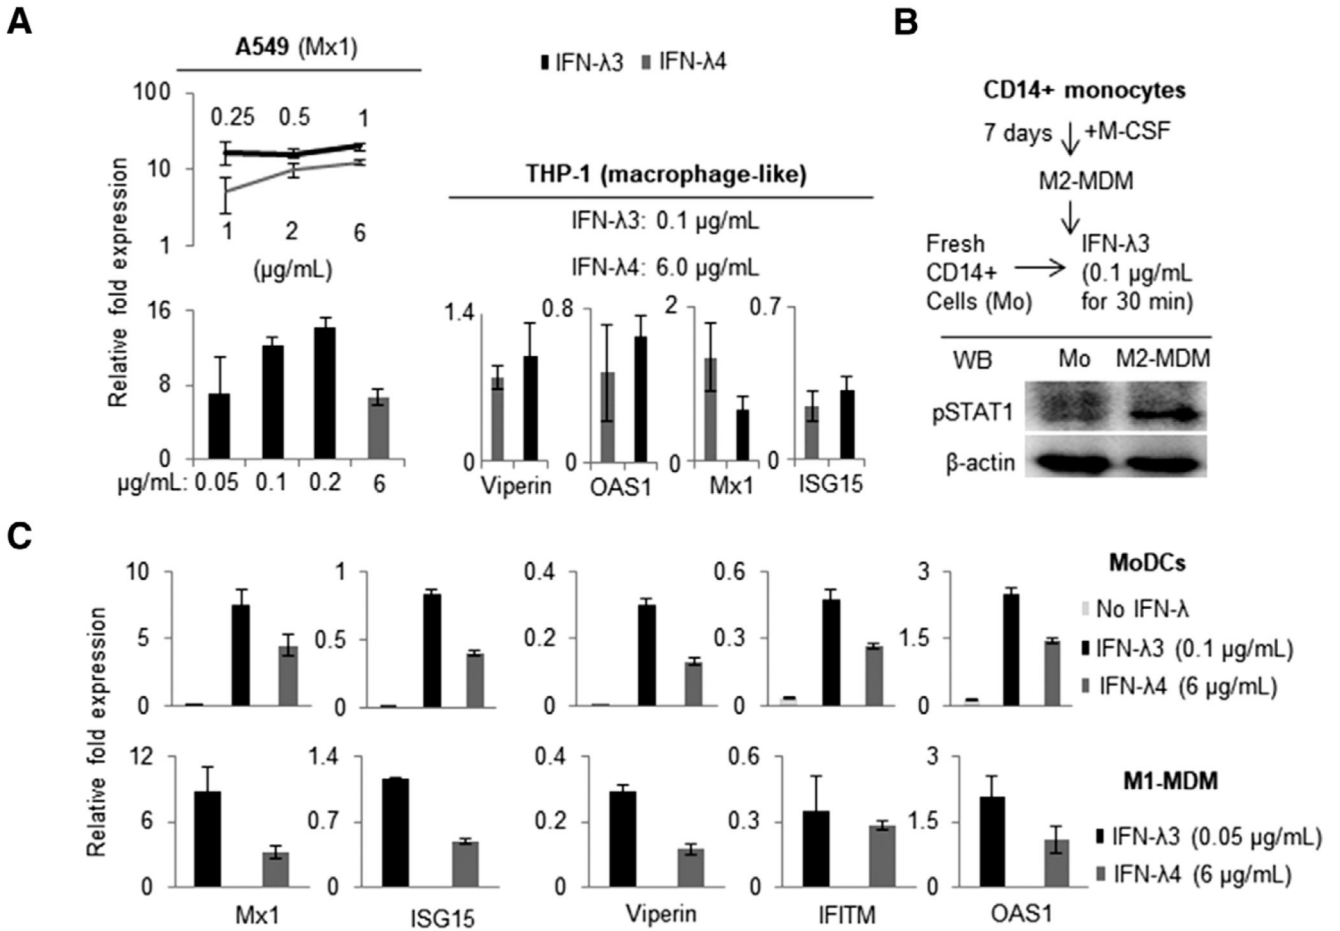 A
A549 (Mx1)
IFN-λ3 IFN-λ4
Relative fold expression
100
10
1
0.25 0.5 1
1 2 6
(µg/mL)
16
8
0
µg/mL: 0.05 0.1 0.2 6
THP-1 (macrophage-like)
IFN-λ3: 0.1 µg/mL
IFN-λ4: 6.0 µg/mL
1.4
0
Viperin
0.8
0
OAS1
2
0
Mx1
0.7
0
ISG15
B
CD14+ monocytes
7 days +M-CSF
M2-MDM
Fresh
CD14+
Cells (Mo)
IFN-λ3
(0.1 µg/mL
for 30 min)
WB Mo M2-MDM
pSTAT1
β-actin
C
Relative fold expression
10
5
0
1
0.5
0
0.4
0.2
0
0.6
0.3
0
3
1.5
0
MoDCs
No IFN-λ
IFN-λ3 (0.1 µg/mL)
IFN-λ4 (6 µg/mL)
Relative fold expression
12
6
0
Mx1
1.4
0.7
0
ISG15
0.4
0.2
0
Viperin
0.6
0.3
0
IFITM
3
1.5
0
OAS1
M1-MDM
IFN-λ3 (0.05 µg/mL)
IFN-λ4 (6 µg/mL)